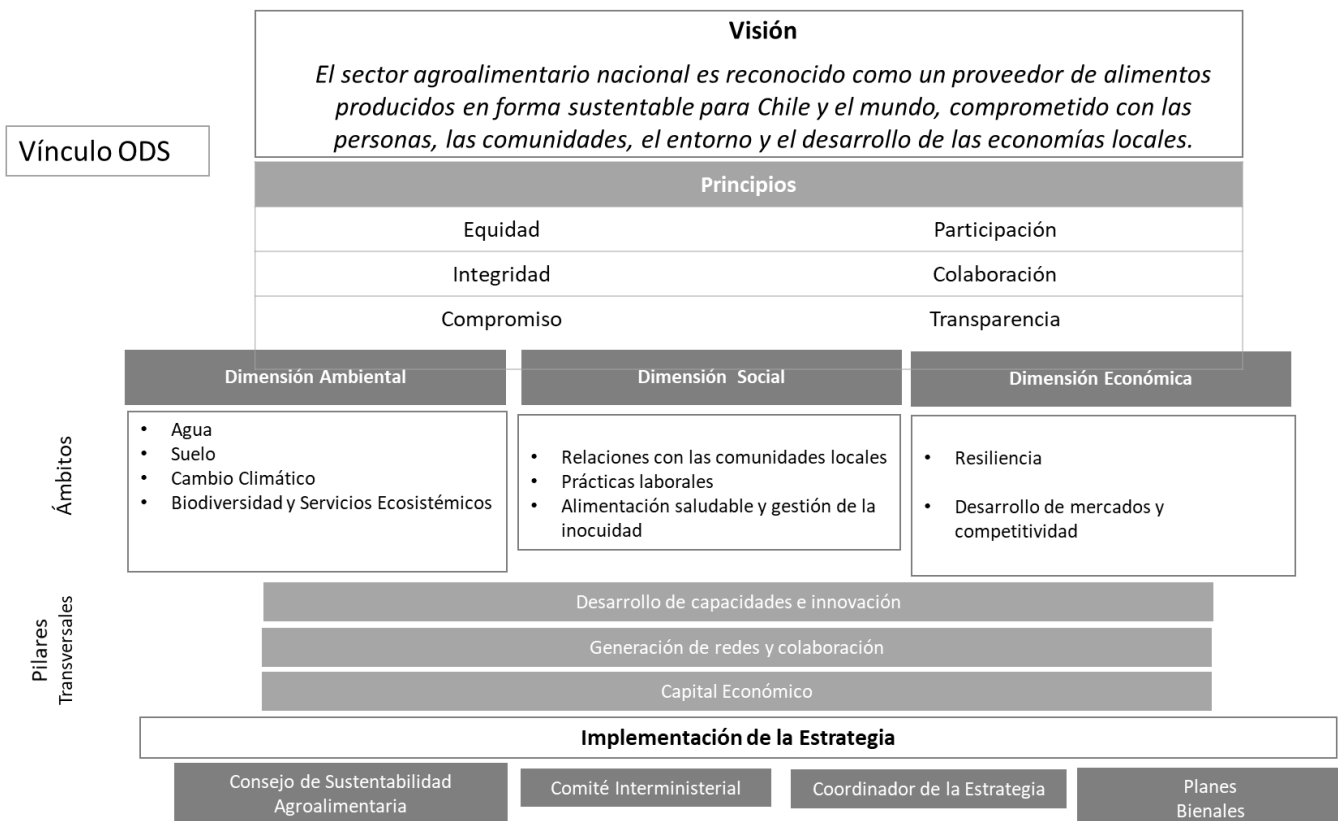 Visión
El sector agroalimentario nacional es reconocido como un proveedor de alimentos
producidos en forma sustentable para Chile y el mundo, comprometido con las
personas, las comunidades, el entorno y el desarrollo de las economías locales.
Vínculo ODS
Principios
Equidad
Participación
Integridad
Colaboración
Compromiso
Transparencia
Dimensión Ambiental
Dimensión Social
Dimensión Económica
Ámbitos
• Agua
• Suelo
• Cambio Climático
• Biodiversidad y Servicios Ecosistémicos
• Relaciones con las comunidades locales
• Prácticas laborales
• Alimentación saludable y gestión de la
inocuidad
• Resiliencia
• Desarrollo de mercados y
competitividad
Pilares
Transversales
Desarrollo de capacidades e innovación
Generación de redes y colaboración
Capital Económico
Implementación de la Estrategia
Consejo de Sustentabilidad
Agroalimentaria
Comité Interministerial
Coordinador de la Estrategia
Planes
Bienales